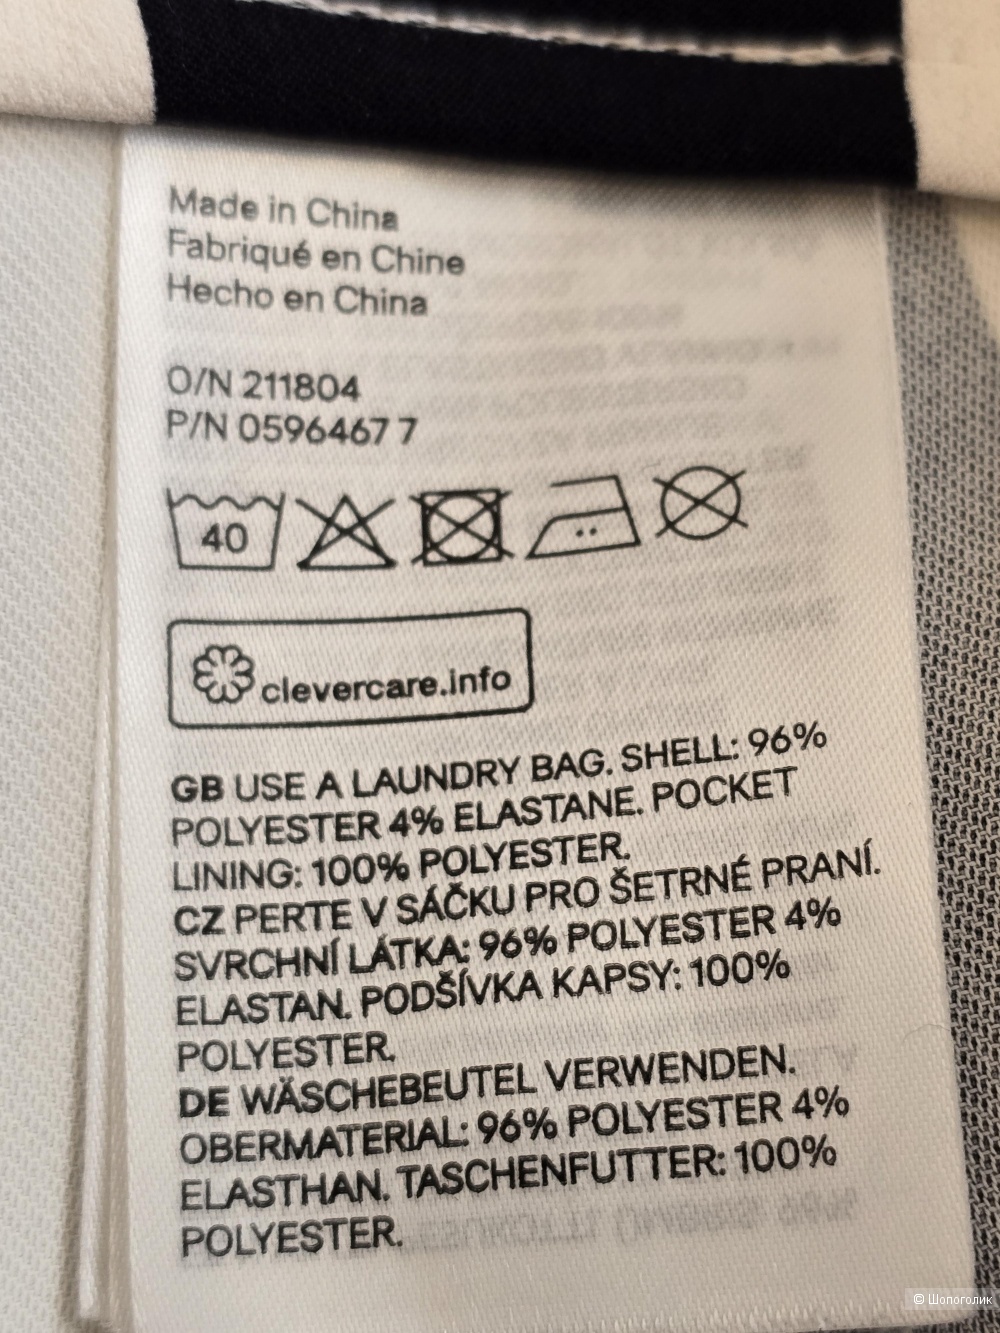 Made in China
Fabriqué en Chine
Hecho en China
O/N 211804
P/N 0596467 7
40
clevercare.info
GB USE A LAUNDRY BAG. SHELL: 96%
POLYESTER 4% ELASTANE. POCKET
LINING: 100% POLYESTER.
CZ PERTE V SÁČKU PRO ŠETRNÉ PRANÍ.
SVRCHNÍ LÁTKA: 96% POLYESTER 4%
ELASTAN. PODŠÍVKA KAPSY: 100%
POLYESTER.
DE WÄSCHEBEUTEL VERWENDEN.
OBERMATERIAL: 96% POLYESTER 4%
ELASTHAN. TASCHENFUTTER: 100%
POLYESTER.
© Шопоголик